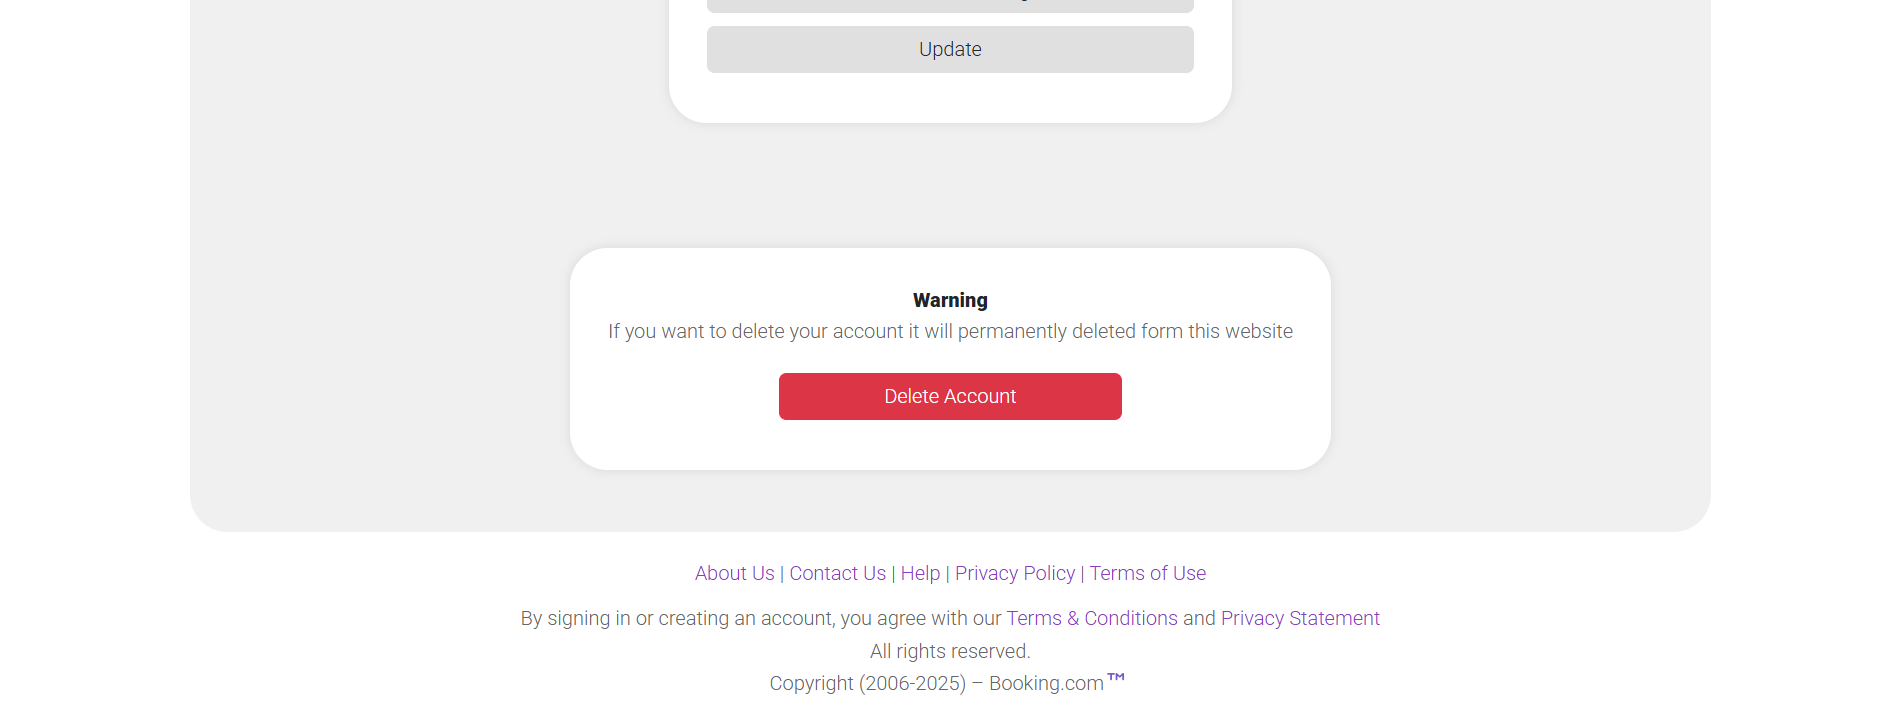 Update
Warning
If you want to delete your account it will permanently deleted form this website
Delete Account
About Us | Contact Us | Help | Privacy Policy | Terms of Use
By signing in or creating an account, you agree with our Terms & Conditions and Privacy Statement
All rights reserved.
Copyright (2006-2025) – Booking.com™